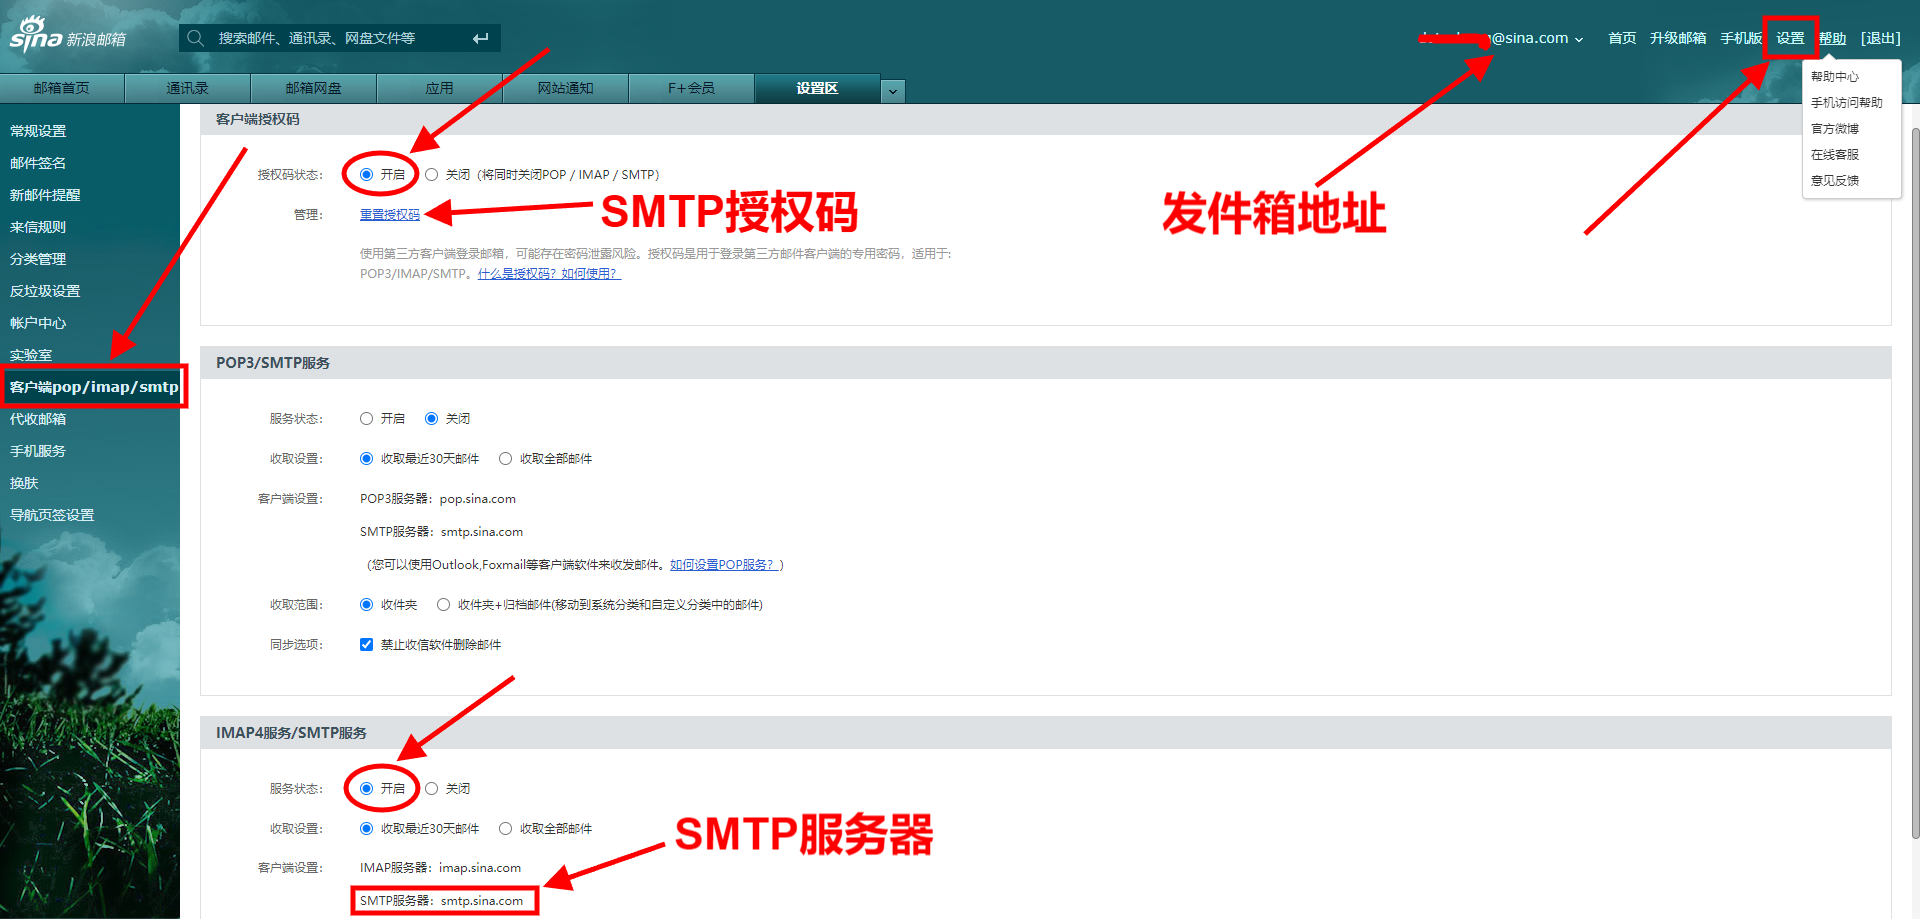 sina 新浪邮箱
搜索邮件、通讯录、网盘文件等
@sina.com
首页 升级邮箱 手机版 设置 帮助 [退出]
帮助中心
手机访问帮助
官方微博
在线客服
意见反馈
邮箱首页 通讯录 邮箱网盘 应用 网站通知 F+会员 设置区
常规设置
邮件签名
新邮件提醒
来信规则
分类管理
反垃圾设置
帐户中心
实验室
客户端pop/imap/smtp
代收邮箱
手机服务
换肤
导航页签设置
客户端授权码
授权码状态： 开启 关闭 (将同时关闭POP / IMAP / SMTP)
管理： 重置授权码
SMTP授权码
发件箱地址
使用第三方客户端登录邮箱，可能存在密码泄露风险。授权码是用于登录第三方邮件客户端的专用密码，适用于:
POP3/IMAP/SMTP。什么是授权码？如何使用？
POP3/SMTP服务
服务状态： 开启 关闭
收取设置： 收取最近30天邮件 收取全部邮件
客户端设置： POP3服务器：pop.sina.com
SMTP服务器：smtp.sina.com
（您可以使用Outlook,Foxmail等客户端软件来收发邮件。如何设置POP服务？）
收取范围： 收件夹 收件夹+归档邮件(移动到系统分类和自定义分类中的邮件)
同步选项： 禁止收信软件删除邮件
IMAP4服务/SMTP服务
服务状态： 开启 关闭
收取设置： 收取最近30天邮件 收取全部邮件
SMTP服务器
客户端设置： IMAP服务器：imap.sina.com
SMTP服务器：smtp.sina.com